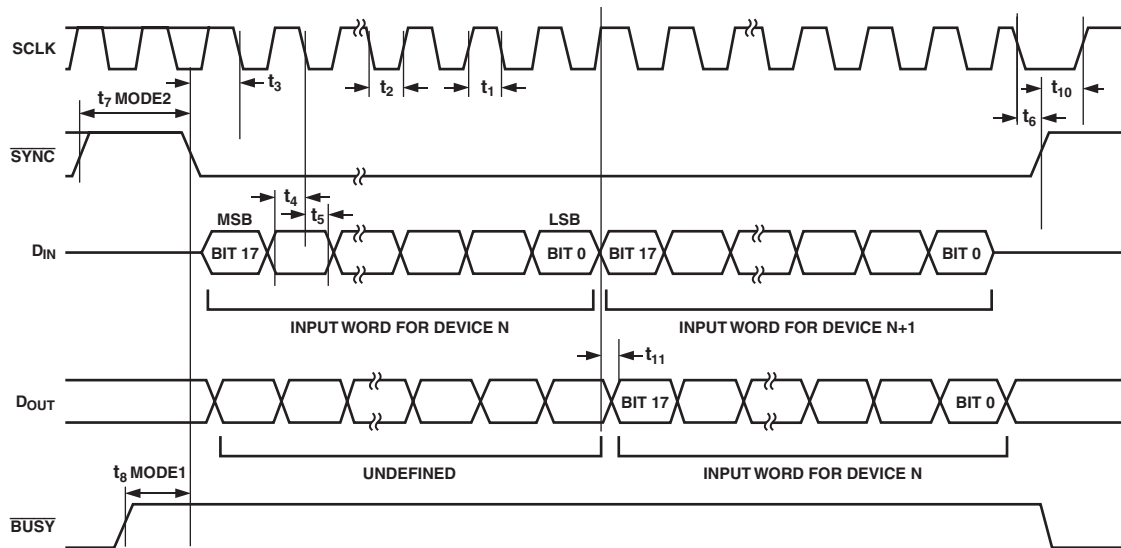 SCLK
t3
t2
t1
t10
t6
t7 MODE2
SYNC
t4
t5
MSB
LSB
DIN
BIT 17
BIT 0
BIT 17
BIT 0
INPUT WORD FOR DEVICE N
INPUT WORD FOR DEVICE N+1
t11
DOUT
BIT 17
BIT 0
UNDEFINED
INPUT WORD FOR DEVICE N
t8 MODE1
BUSY